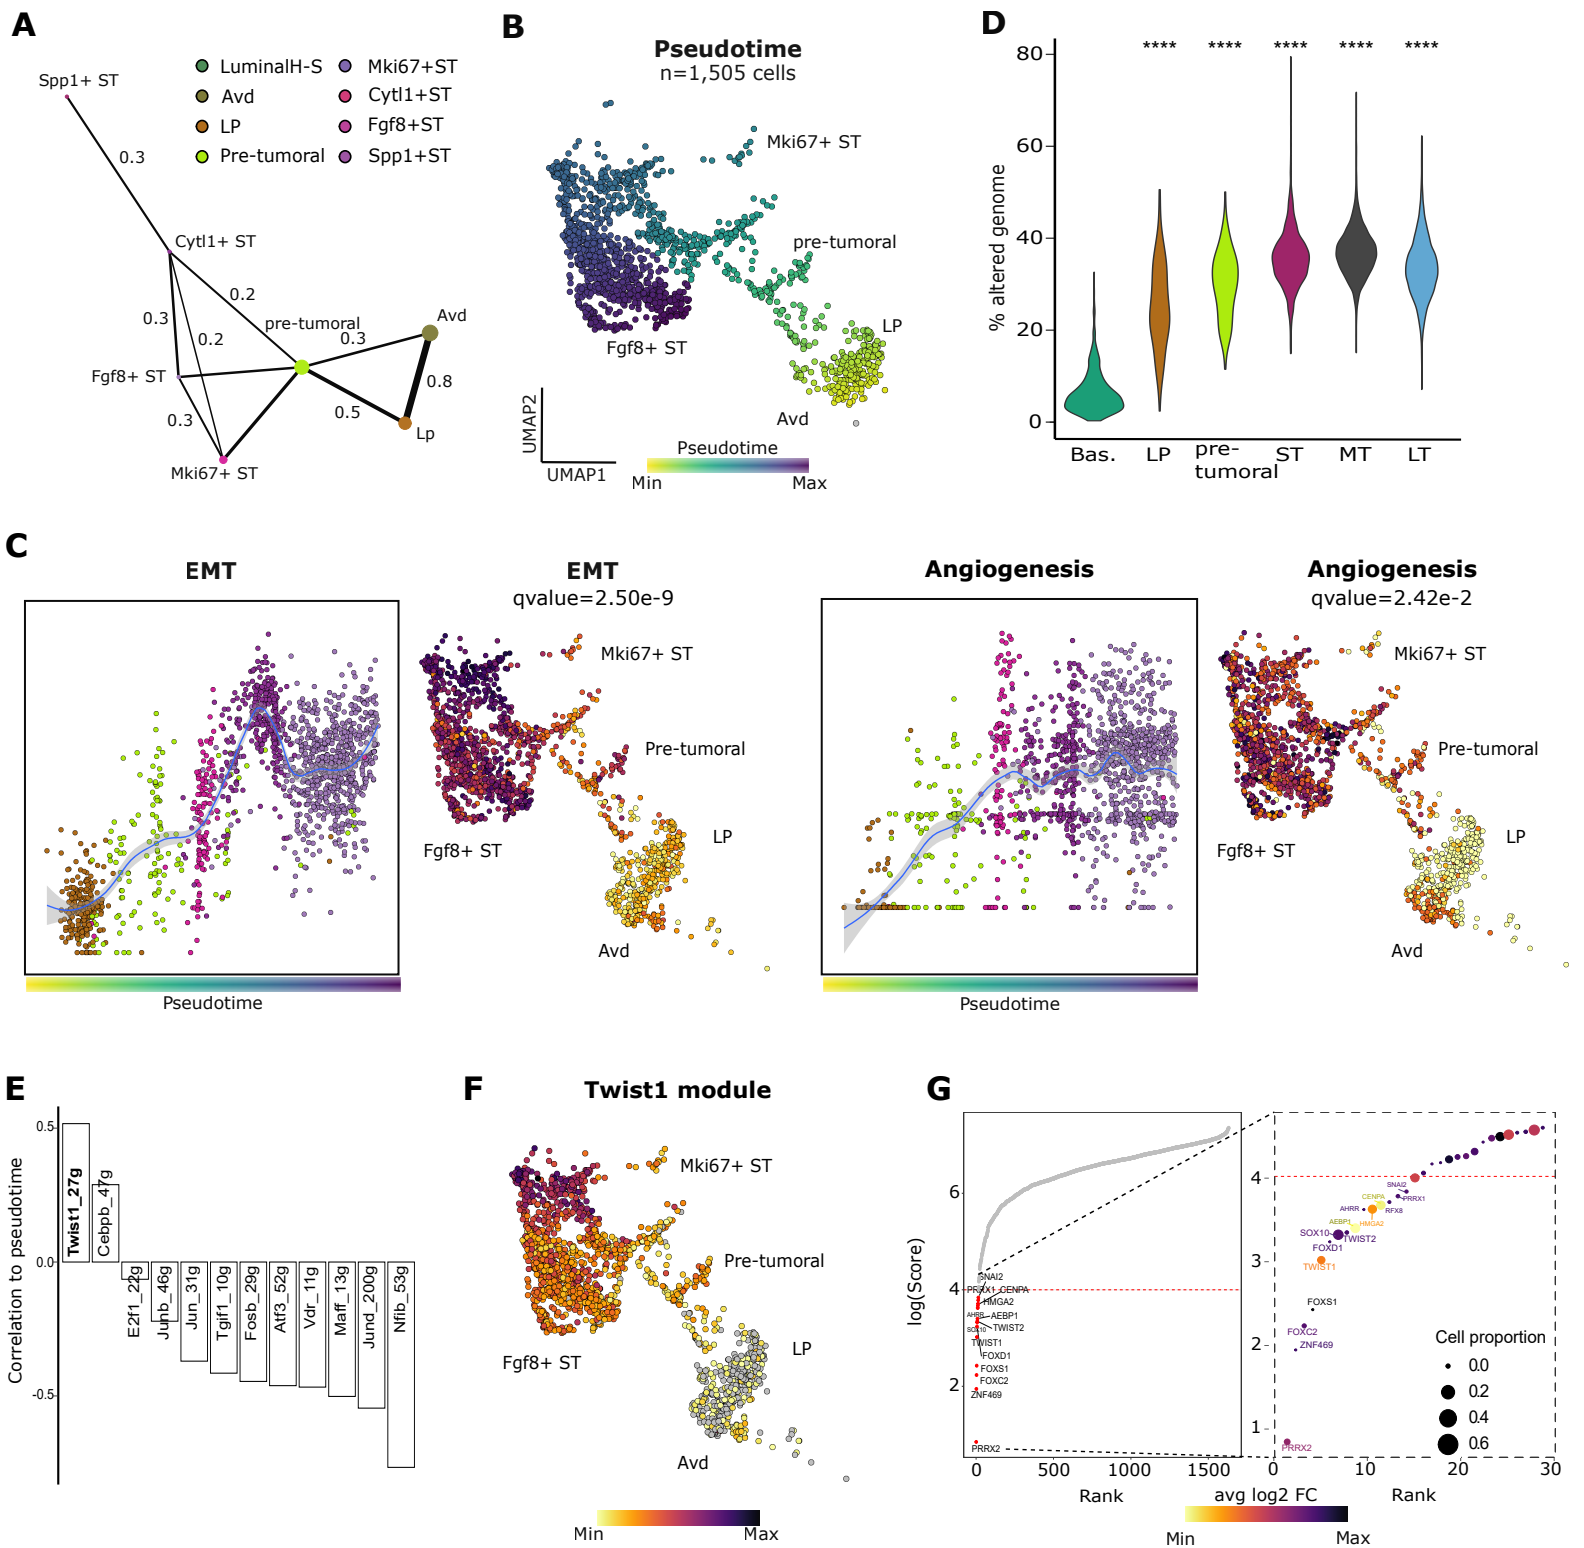 A
Spp1+ ST
LuminalH-S
Avd
LP
Pre-tumoral
Mki67+ST
Cytl1+ST
Fgf8+ST
Spp1+ST
0.3
Cytl1+ ST
0.2
0.3
0.2
pre-tumoral
0.3
Avd
Fgf8+ ST
0.8
0.3
0.5
Lp
Mki67+ ST
B
Pseudotime
n=1,505 cells
Mki67+ ST
pre-tumoral
LP
Fgf8+ ST
Avd
UMAP2
UMAP1
Pseudotime
Min
Max
D
% altered genome
80
60
40
20
0
****
****
****
****
****
Bas.
LP
pre-
tumoral
ST
MT
LT
C
EMT
Pseudotime
EMT
qvalue=2.50e-9
Mki67+ ST
Pre-tumoral
LP
Fgf8+ ST
Avd
Angiogenesis
Pseudotime
Angiogenesis
qvalue=2.42e-2
Mki67+ ST
Pre-tumoral
LP
Fgf8+ ST
Avd
E
Correlation to pseudotime
0.5
0.0
-0.5
Twist1_27g
Cebpb_47g
E2f1_22g
Junb_46g
Jun_31g
Tgif1_10g
Fosb_29g
Atf3_52g
Vdr_11g
Maff_13g
Jund_200g
Nfib_53g
F
Twist1 module
Mki67+ ST
Pre-tumoral
LP
Fgf8+ ST
Avd
Min
Max
G
log(Score)
6
4
2
SNAI2
PRRX1 CENPA
HMGA2
AHRR
AEBP1
SOX10
TWIST2
TWIST1
FOXD1
FOXS1
FOXC2
ZNF469
PRRX2
0
500
1000
1500
Rank
4
3
2
1
SNAI2
CENPA
PRRX1
AHRR
RFX8
AEBP1
HMGA2
SOX10
TWIST2
FOXD1
TWIST1
FOXS1
FOXC2
ZNF469
PRRX2
Cell proportion
0.0
0.2
0.4
0.6
0
10
20
30
Rank
avg log2 FC
Min
Max